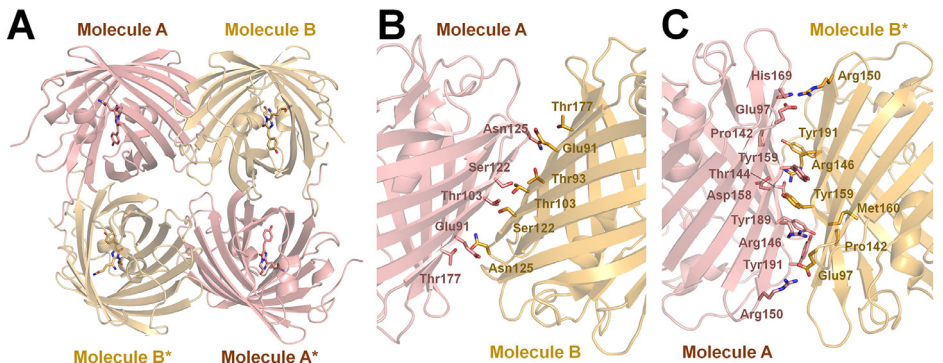 A
Molecule A
Molecule B
Molecule B*
Molecule A*
B
Molecule A
Thr177
Asn125
Glu91
Ser122
Thr93
Thr103
Thr103
Ser122
Glu91
Asn125
Thr177
Molecule B
C
Molecule B*
His169
Arg150
Glu97
Pro142
Tyr191
Tyr159
Arg146
Thr144
Asp158
Tyr159
Met160
Tyr189
Arg146
Pro142
Tyr191
Glu97
Arg150
Molecule A